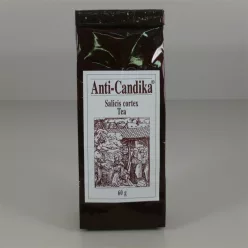 Anti-Candika®
Salicis cortex
Tea
60 g